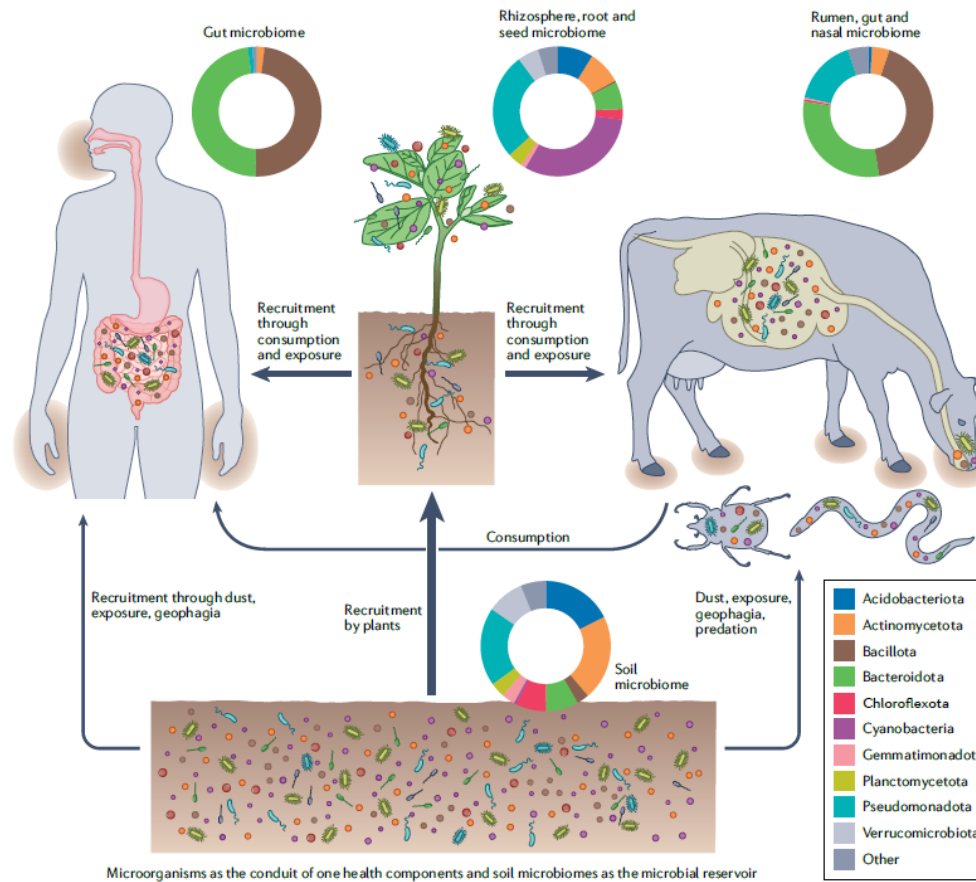 Gut microbiome
Rhizosphere, root and
seed microbiome
Rumen, gut and
nasal microbiome
Recruitment
through
consumption
and exposure
Recruitment
through
consumption
and exposure
Consumption
Recruitment through dust,
exposure, geophagia
Recruitment
by plants
Dust, exposure,
geophagia,
predation
Soil
microbiome
Acidobacteriota
Actinomycetota
Bacillota
Bacteroidota
Chloroflexota
Cyanobacteria
Gemmatimonadot
Planctomycetota
Pseudomonadota
Verrucomicrobiota
Other
Microorganisms as the conduit of one health components and soil microbiomes as the microbial reservoir